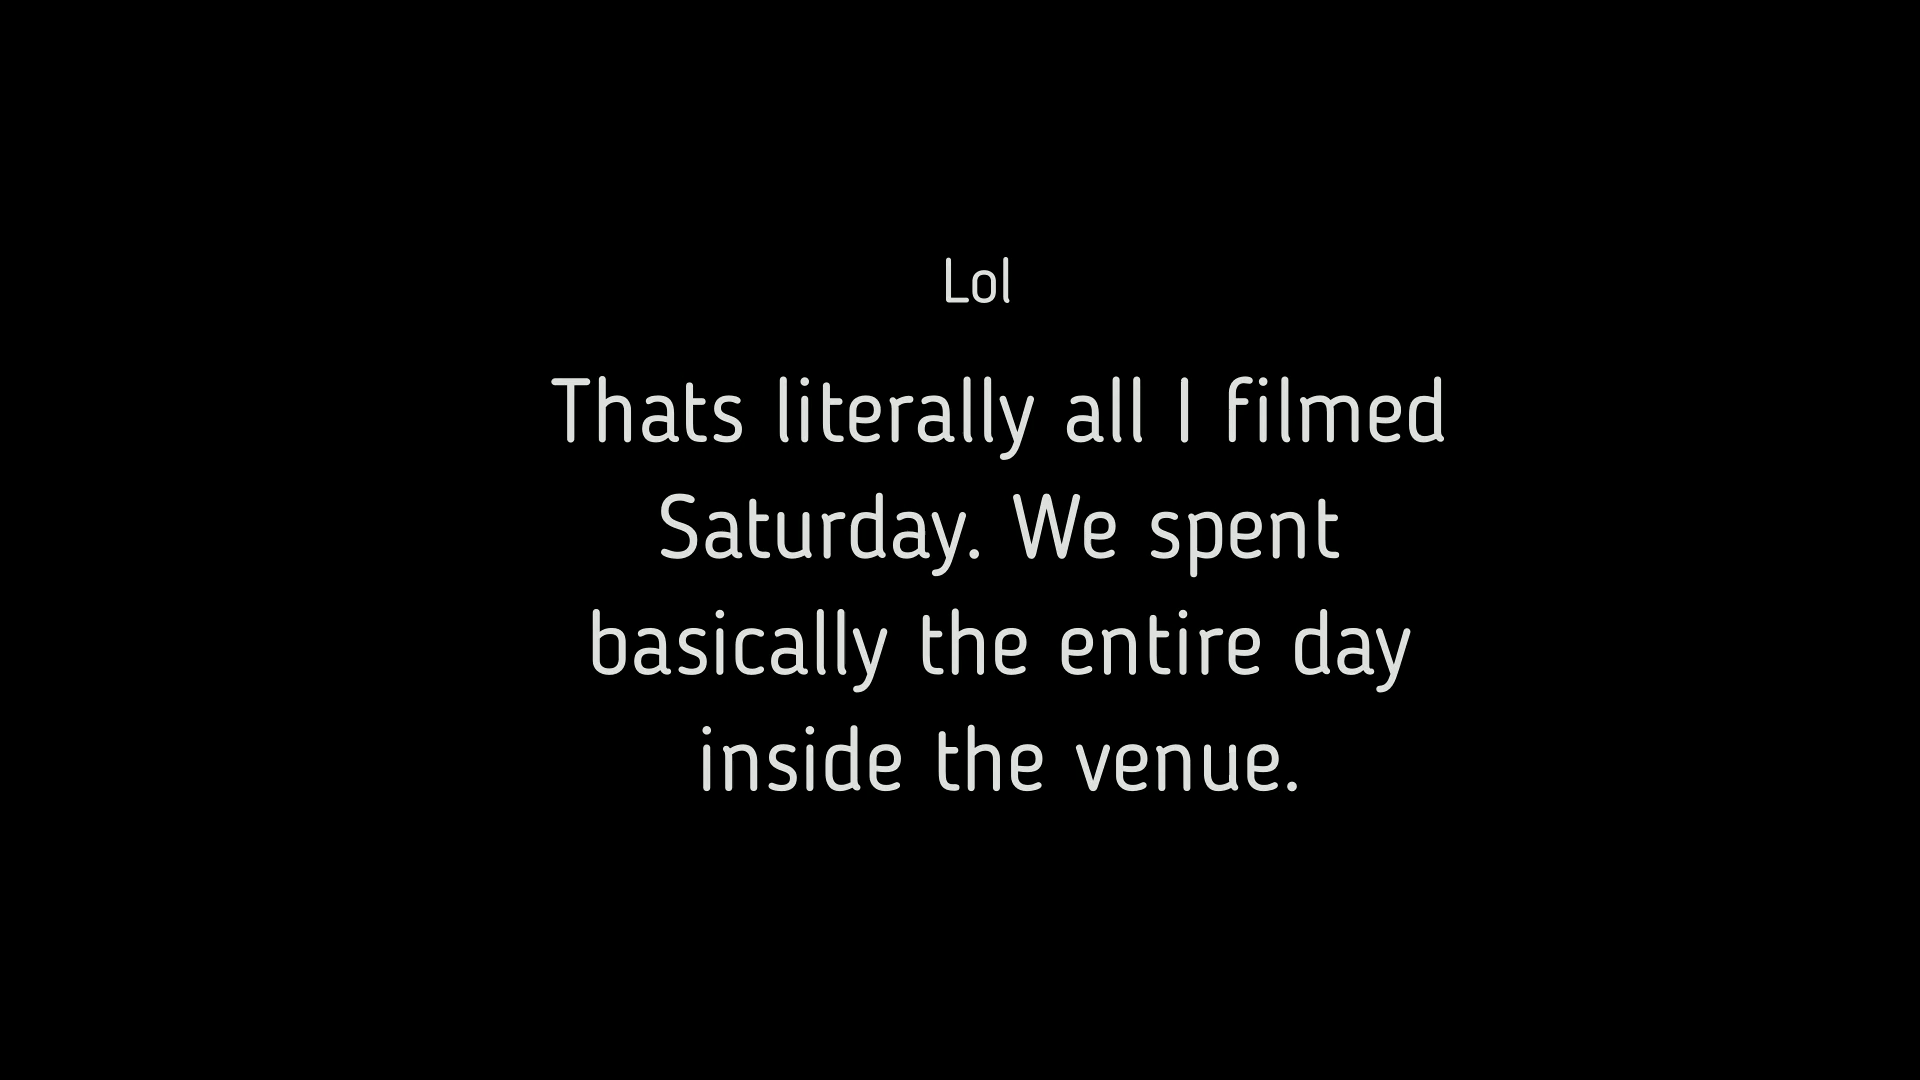 Lol
Thats literally all I filmed
Saturday. We spent
basically the entire day
inside the venue.